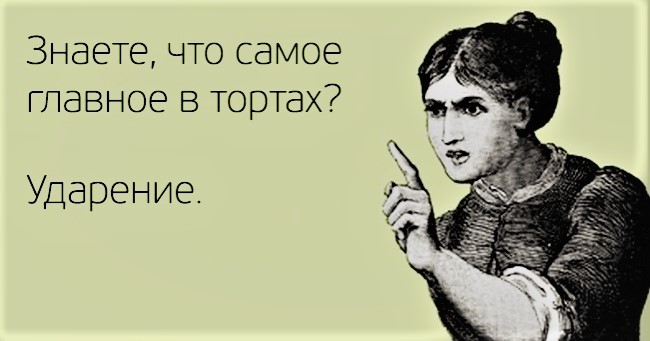 Знаете, что самое
главное в тортах?
Ударение.